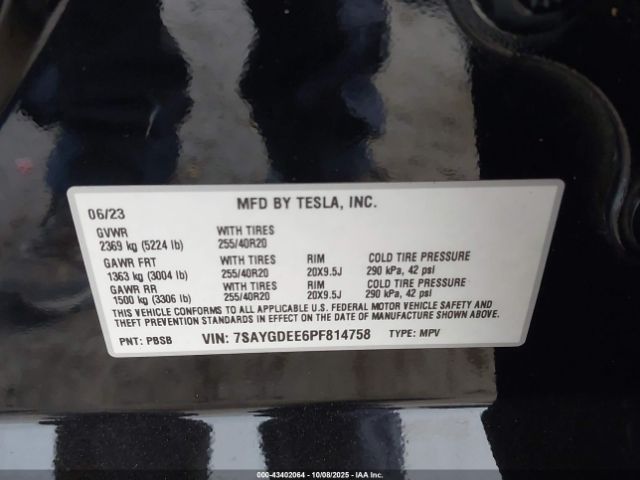 06/23 MFD BY TESLA, INC.
GVWR WITH TIRES
2369 kg (5224 lb) 255/40R20
GAWR FRT WITH TIRES RIM COLD TIRE PRESSURE
1363 kg (3004 lb) 255/40R20 20X9.5J 290 kPa, 42 psi
GAWR RR WITH TIRES RIM COLD TIRE PRESSURE
1500 kg (3306 lb) 255/40R20 20X9.5J 290 kPa, 42 psi
THIS VEHICLE CONFORMS TO ALL APPLICABLE U.S. FEDERAL MOTOR VEHICLE SAFETY AND
THEFT PREVENTION STANDARDS IN EFFECT ON THE DATE OF MANUFACTURE SHOWN ABOVE.
PNT: PBSB VIN: 7SAYGDEE6PF814758 TYPE: MPV
000-43402064 | 10/08/2025 | IAA Inc.